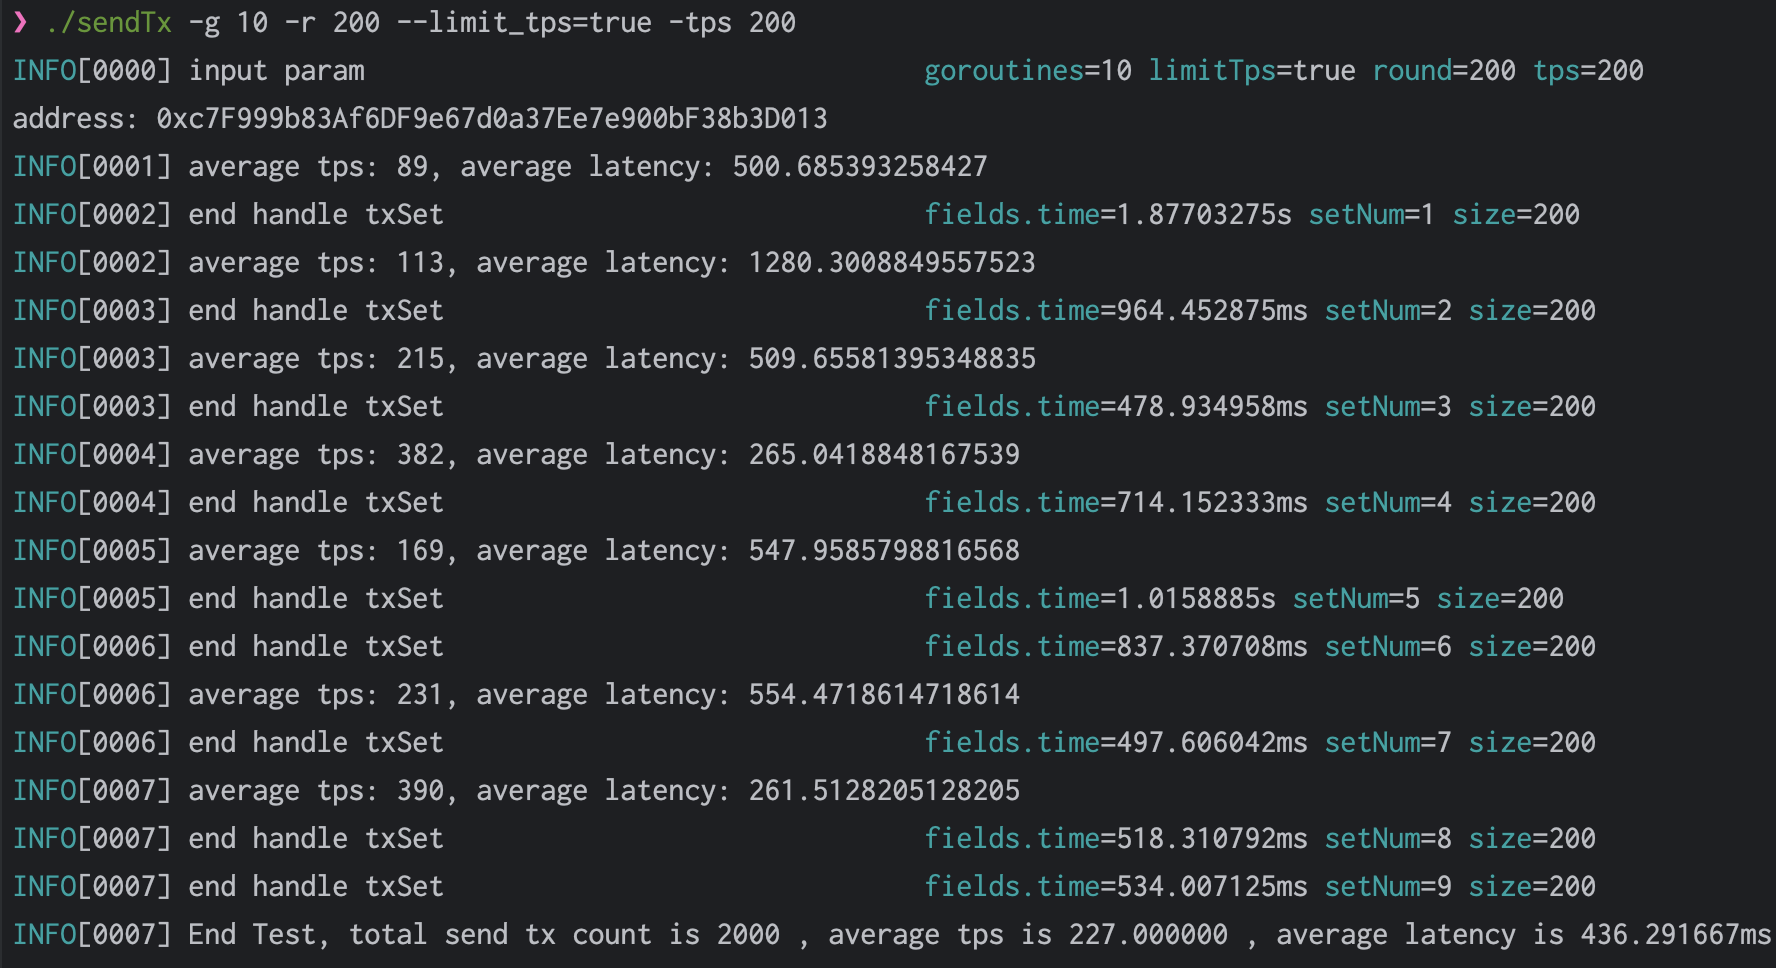 ❯ ./sendTx -g 10 -r 200 --limit_tps=true -tps 200
INFO[0000] input param goroutines=10 limitTps=true round=200 tps=200
address: 0xc7F999b83Af6DF9e67d0a37Ee7e900bF38b3D013
INFO[0001] average tps: 89, average latency: 500.685393258427
INFO[0002] end handle txSet fields.time=1.87703275s setNum=1 size=200
INFO[0002] average tps: 113, average latency: 1280.3008849557523
INFO[0003] end handle txSet fields.time=964.452875ms setNum=2 size=200
INFO[0003] average tps: 215, average latency: 509.65581395348835
INFO[0003] end handle txSet fields.time=478.934958ms setNum=3 size=200
INFO[0004] average tps: 382, average latency: 265.0418848167539
INFO[0004] end handle txSet fields.time=714.152333ms setNum=4 size=200
INFO[0005] average tps: 169, average latency: 547.9585798816568
INFO[0005] end handle txSet fields.time=1.0158885s setNum=5 size=200
INFO[0006] end handle txSet fields.time=837.370708ms setNum=6 size=200
INFO[0006] average tps: 231, average latency: 554.4718614718614
INFO[0006] end handle txSet fields.time=497.606042ms setNum=7 size=200
INFO[0007] average tps: 390, average latency: 261.5128205128205
INFO[0007] end handle txSet fields.time=518.310792ms setNum=8 size=200
INFO[0007] end handle txSet fields.time=534.007125ms setNum=9 size=200
INFO[0007] End Test, total send tx count is 2000 , average tps is 227.000000 , average latency is 436.291667ms